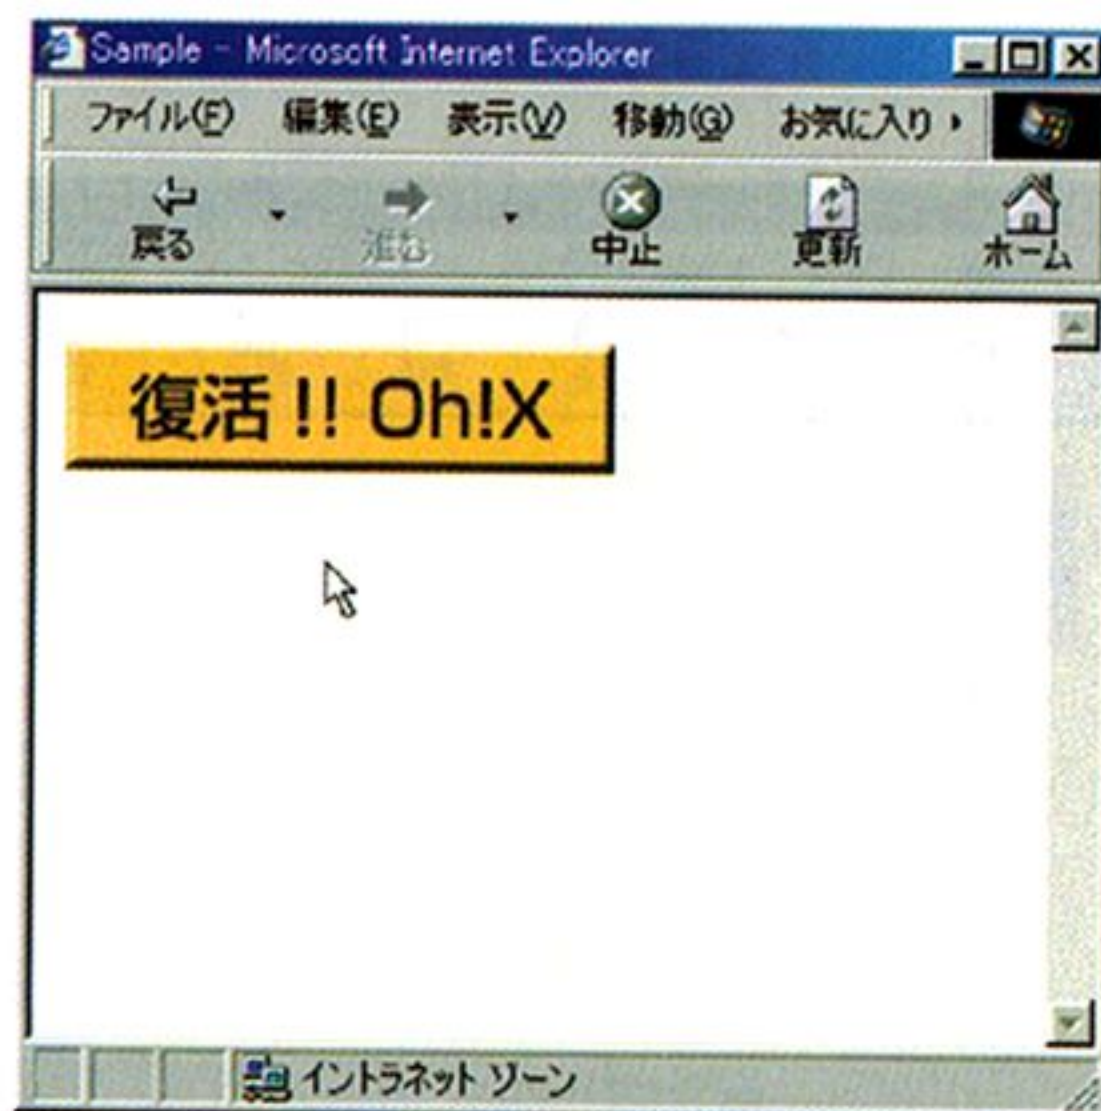 Sample - Microsoft Internet Explorer
ファイル(F) 編集(E) 表示(V) 移動(G) お気に入り
戻る 進む 中止 更新 ホーム
復活 !! Oh!X
イントラネット ゾーン